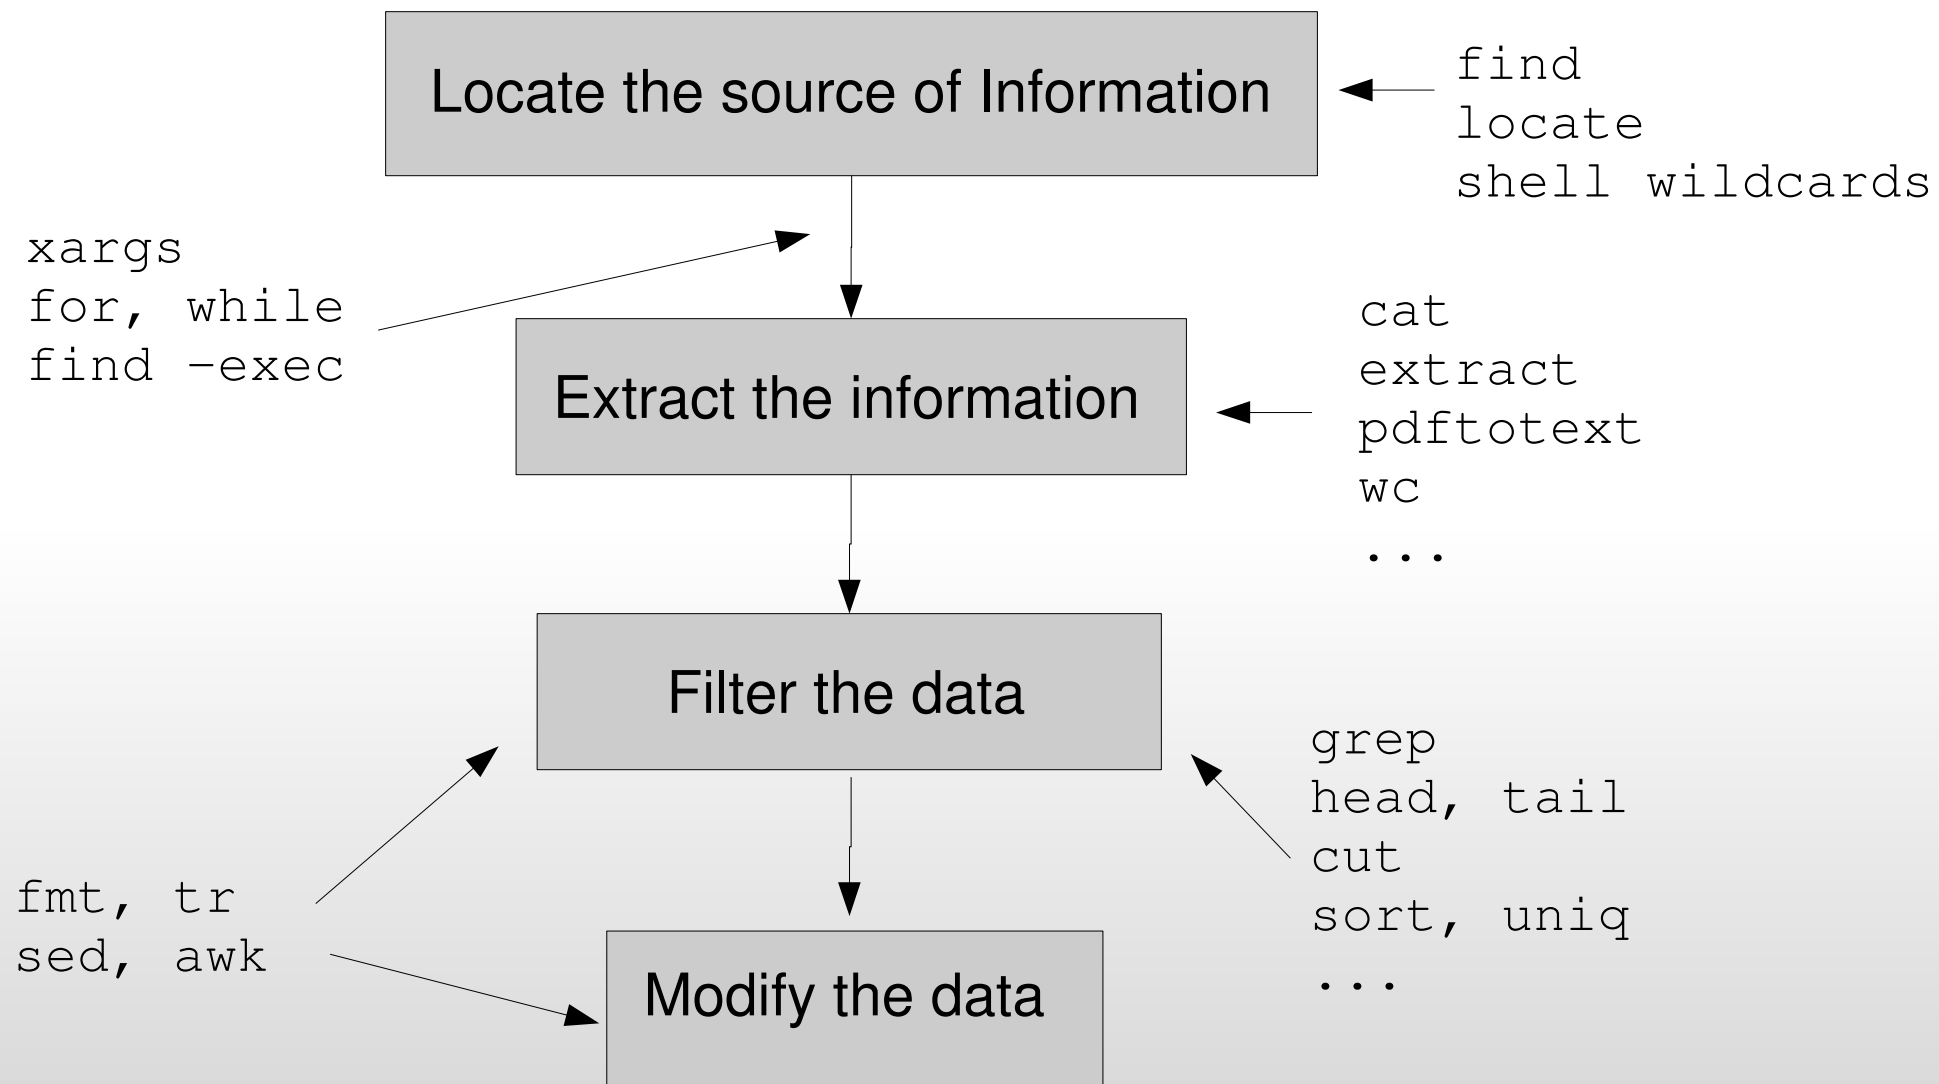 Locate the source of Information
find
locate
shell wildcards
xargs
for, while
find -exec
Extract the information
cat
extract
pdftotext
wc
...
Filter the data
grep
head, tail
cut
sort, uniq
...
fmt, tr
sed, awk
Modify the data